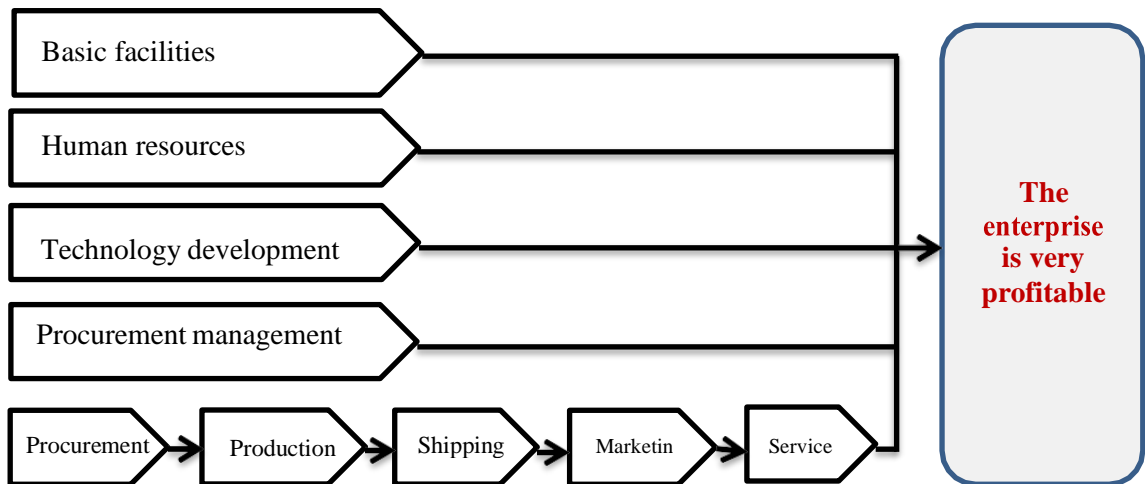 Basic facilities
Human resources
Technology development
Procurement management
Procurement
Production
Shipping
Marketin
Service
The
enterprise
is very
profitable